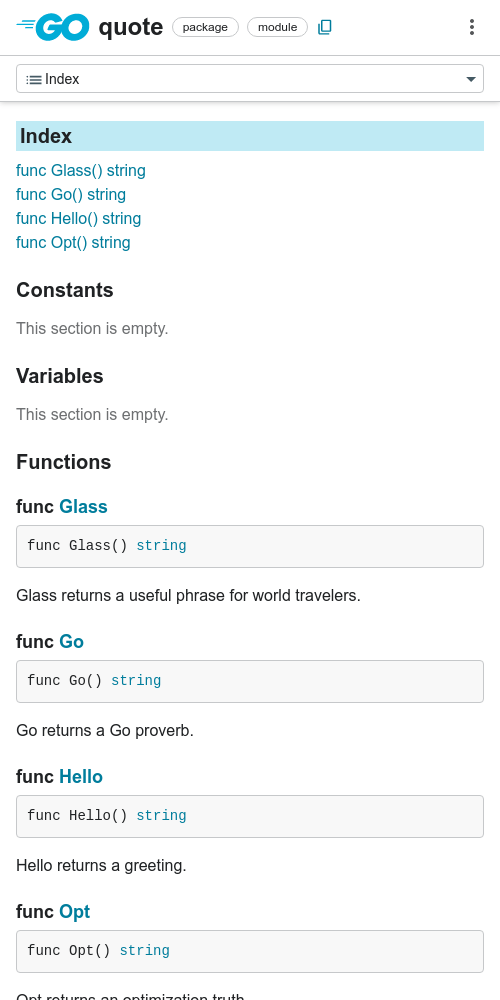 GO quote package module
Index
Index
func Glass() string
func Go() string
func Hello() string
func Opt() string
Constants
This section is empty.
Variables
This section is empty.
Functions
func Glass
func Glass() string
Glass returns a useful phrase for world travelers.
func Go
func Go() string
Go returns a Go proverb.
func Hello
func Hello() string
Hello returns a greeting.
func Opt
func Opt() string
Opt returns an optimization truth.